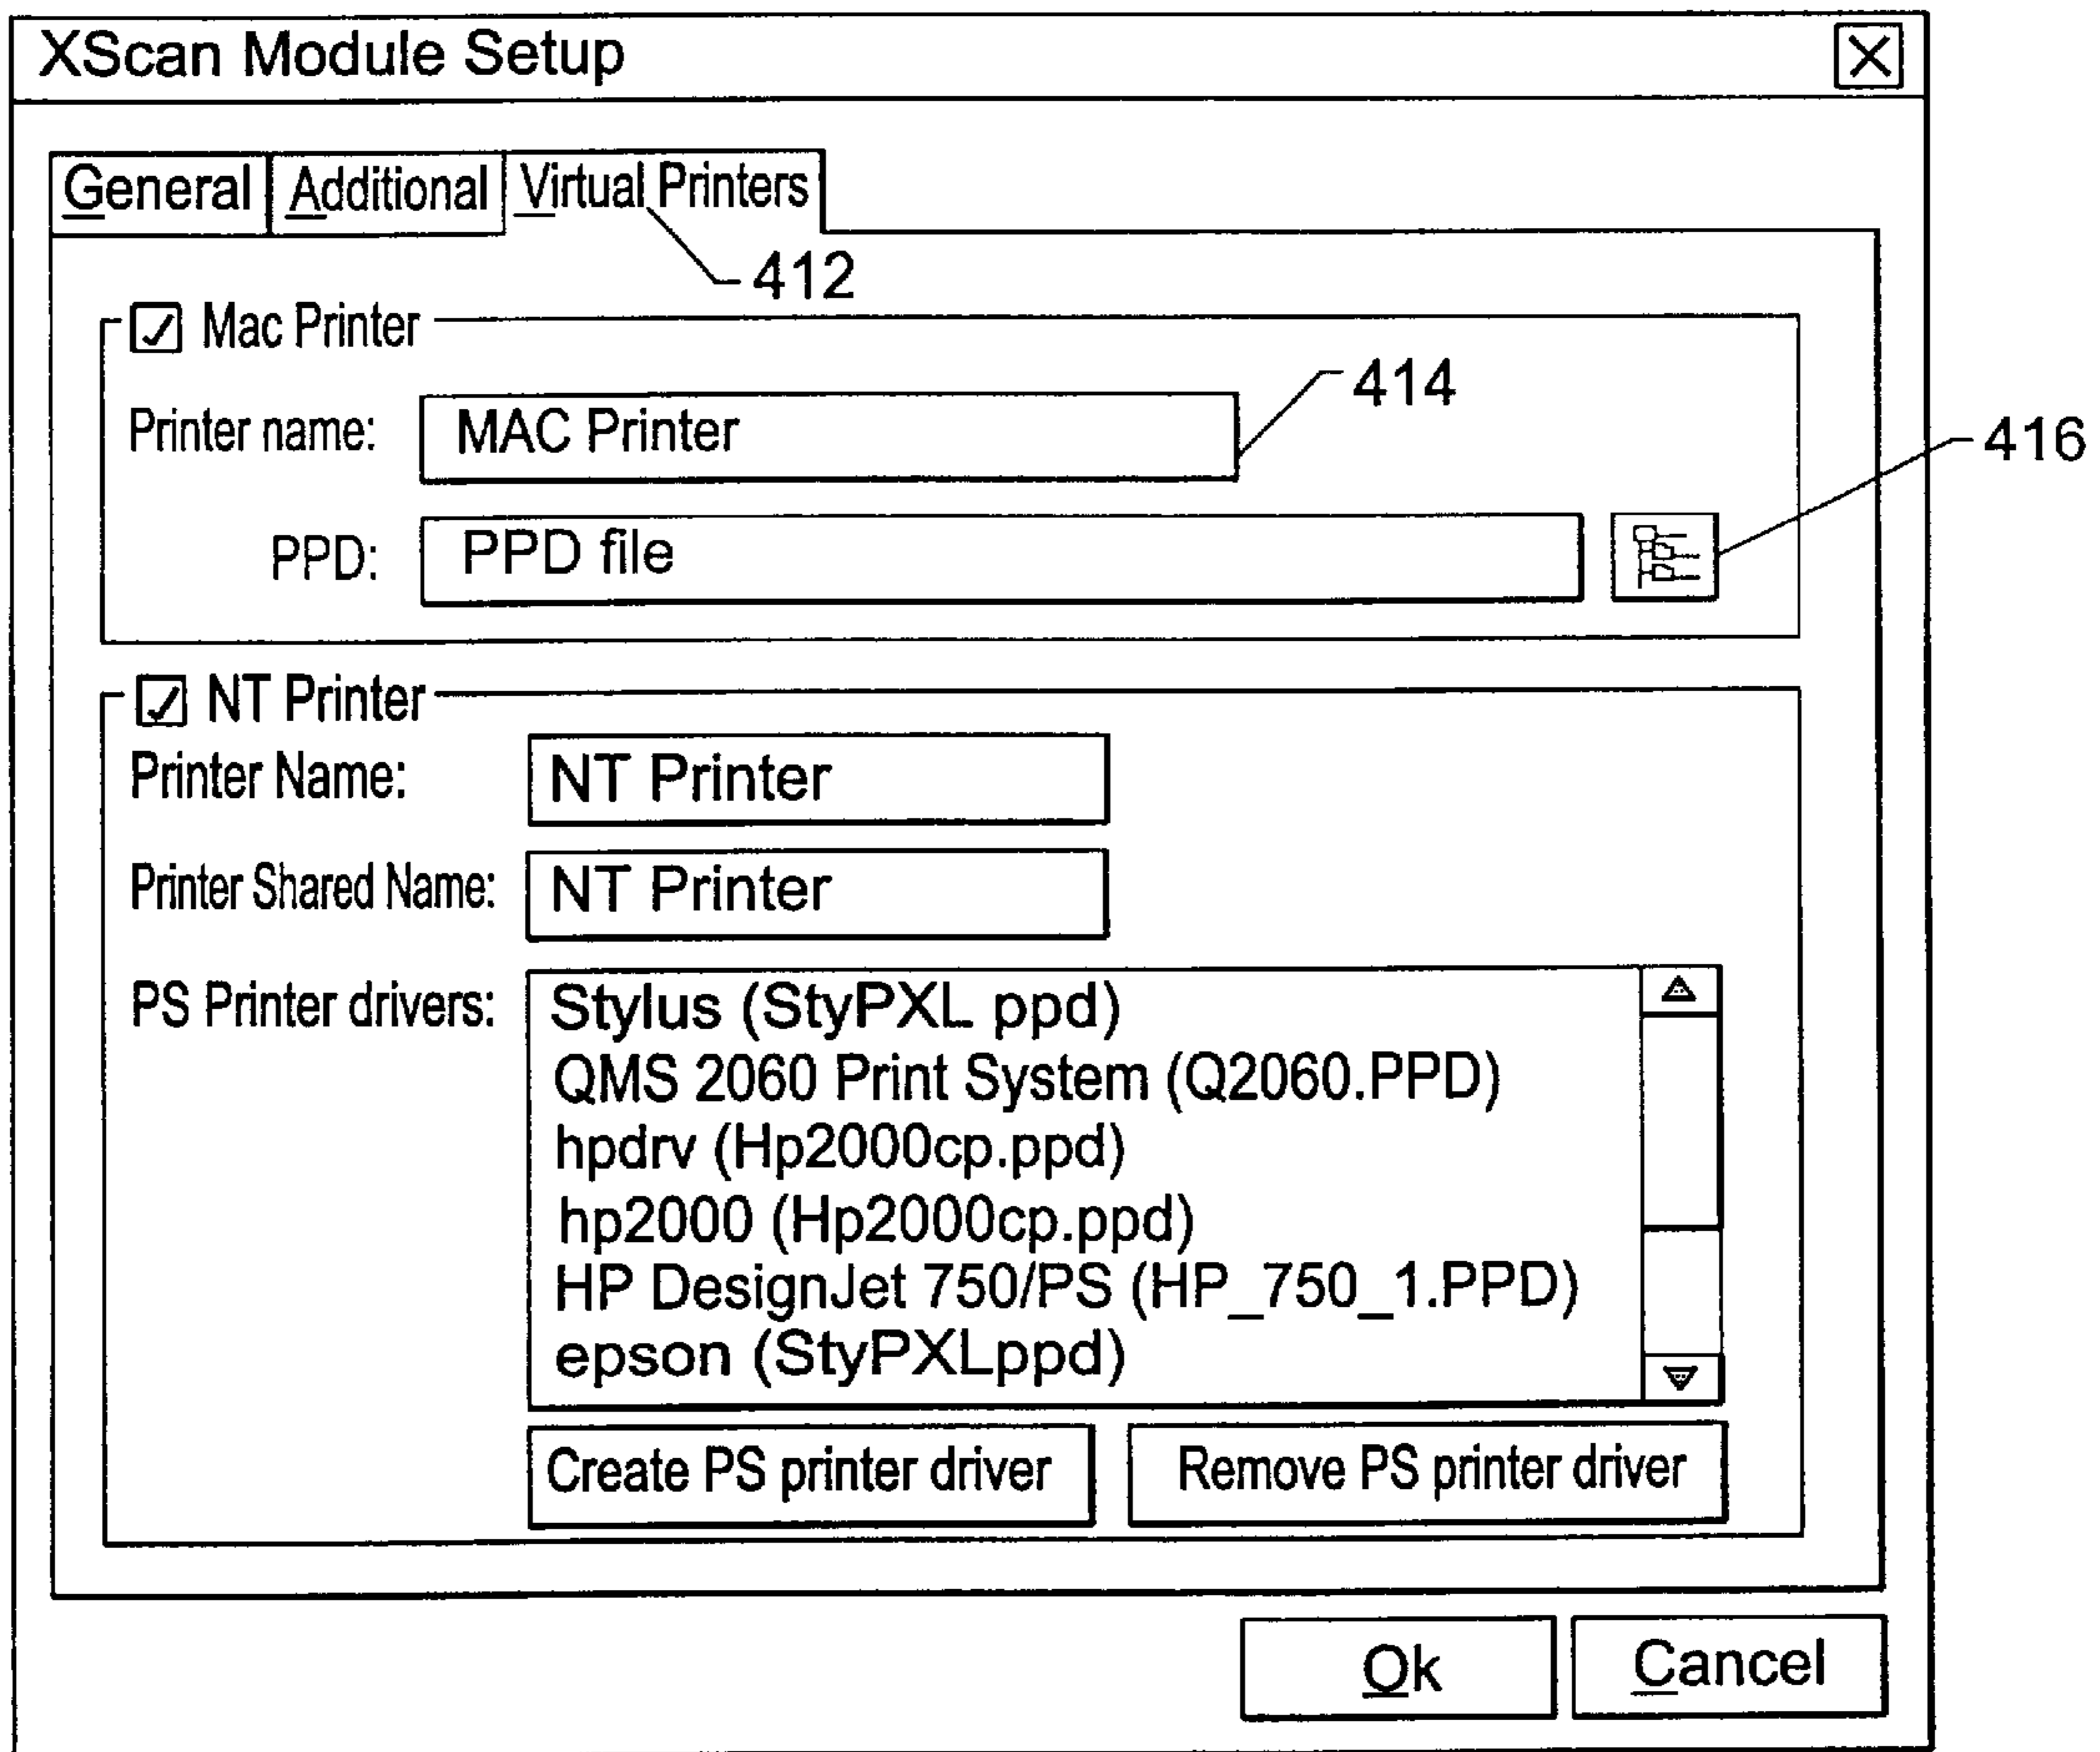 XScan Module Setup
General Additional Virtual Printers
412
Mac Printer
Printer name: MAC Printer
414
416
PPD: PPD file
NT Printer
Printer Name: NT Printer
Printer Shared Name: NT Printer
PS Printer drivers: Stylus (StyPXL ppd)
QMS 2060 Print System (Q2060.PPD)
hpdrv (Hp2000cp.ppd)
hp2000 (Hp2000cp.ppd)
HP DesignJet 750/PS (HP_750_1.PPD)
epson (StyPXLppd)
Create PS printer driver Remove PS printer driver
Ok Cancel